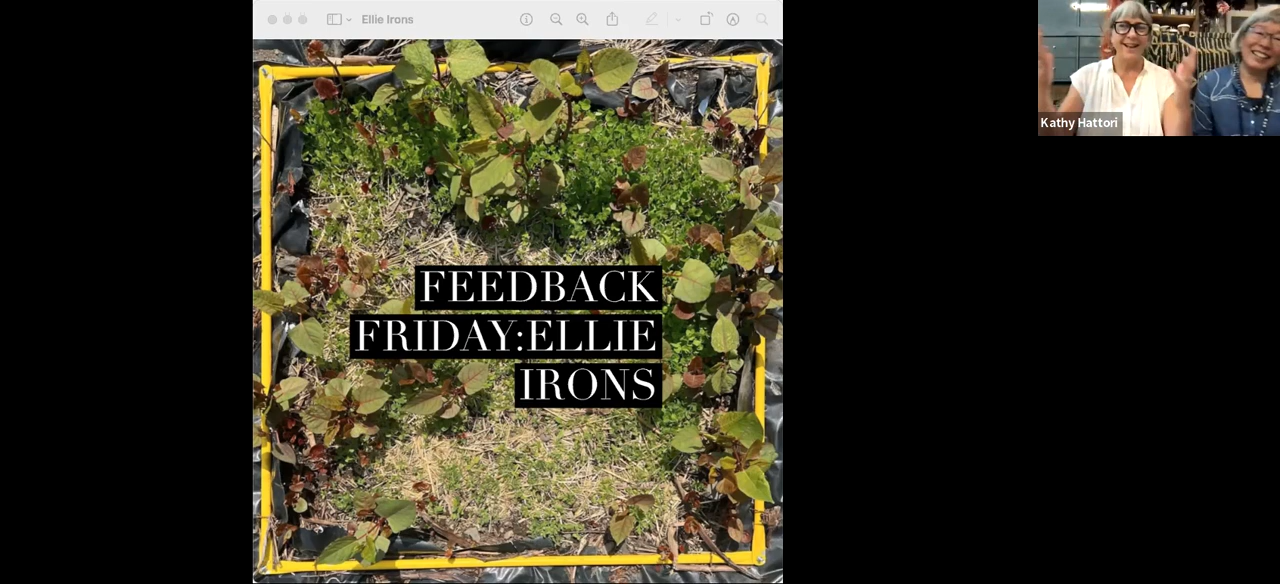 Ellie Irons
FEEDBACK
FRIDAY:ELLIE
IRONS
Kathy Hattori